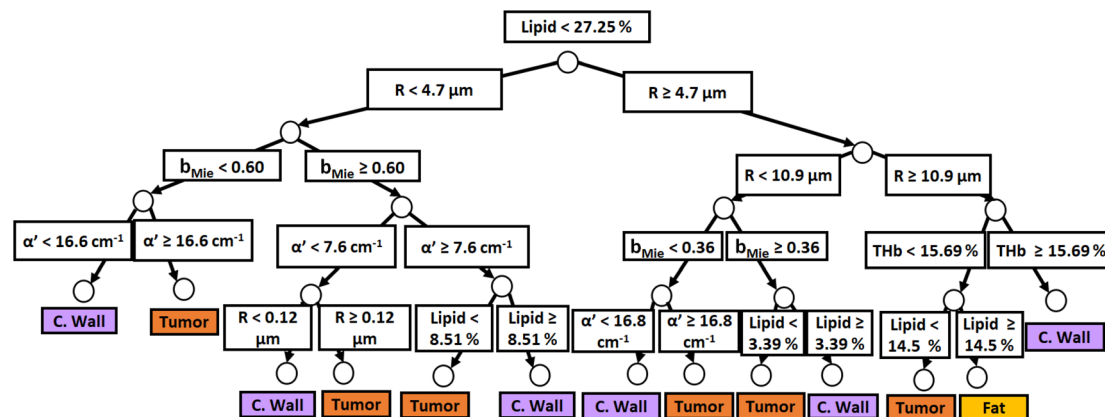 Lipid < 27.25 %
R < 4.7 µm
R ≥ 4.7 µm
bMie < 0.60
bMie ≥ 0.60
R < 10.9 µm
R ≥ 10.9 µm
α’ < 16.6 cm-1
α’ ≥ 16.6 cm-1
α’ < 7.6 cm-1
α’ ≥ 7.6 cm-1
bMie < 0.36
bMie ≥ 0.36
THb < 15.69 %
THb ≥ 15.69 %
C. Wall
Tumor
R < 0.12
µm
R ≥ 0.12
µm
Lipid <
8.51 %
Lipid ≥
8.51 %
α’ < 16.8
cm-1
α’ ≥ 16.8
cm-1
Lipid <
3.39 %
Lipid ≥
3.39 %
Lipid <
14.5 %
Lipid ≥
14.5 %
C. Wall
C. Wall
Tumor
Tumor
C. Wall
C. Wall
Tumor
Tumor
C. Wall
Tumor
Fat